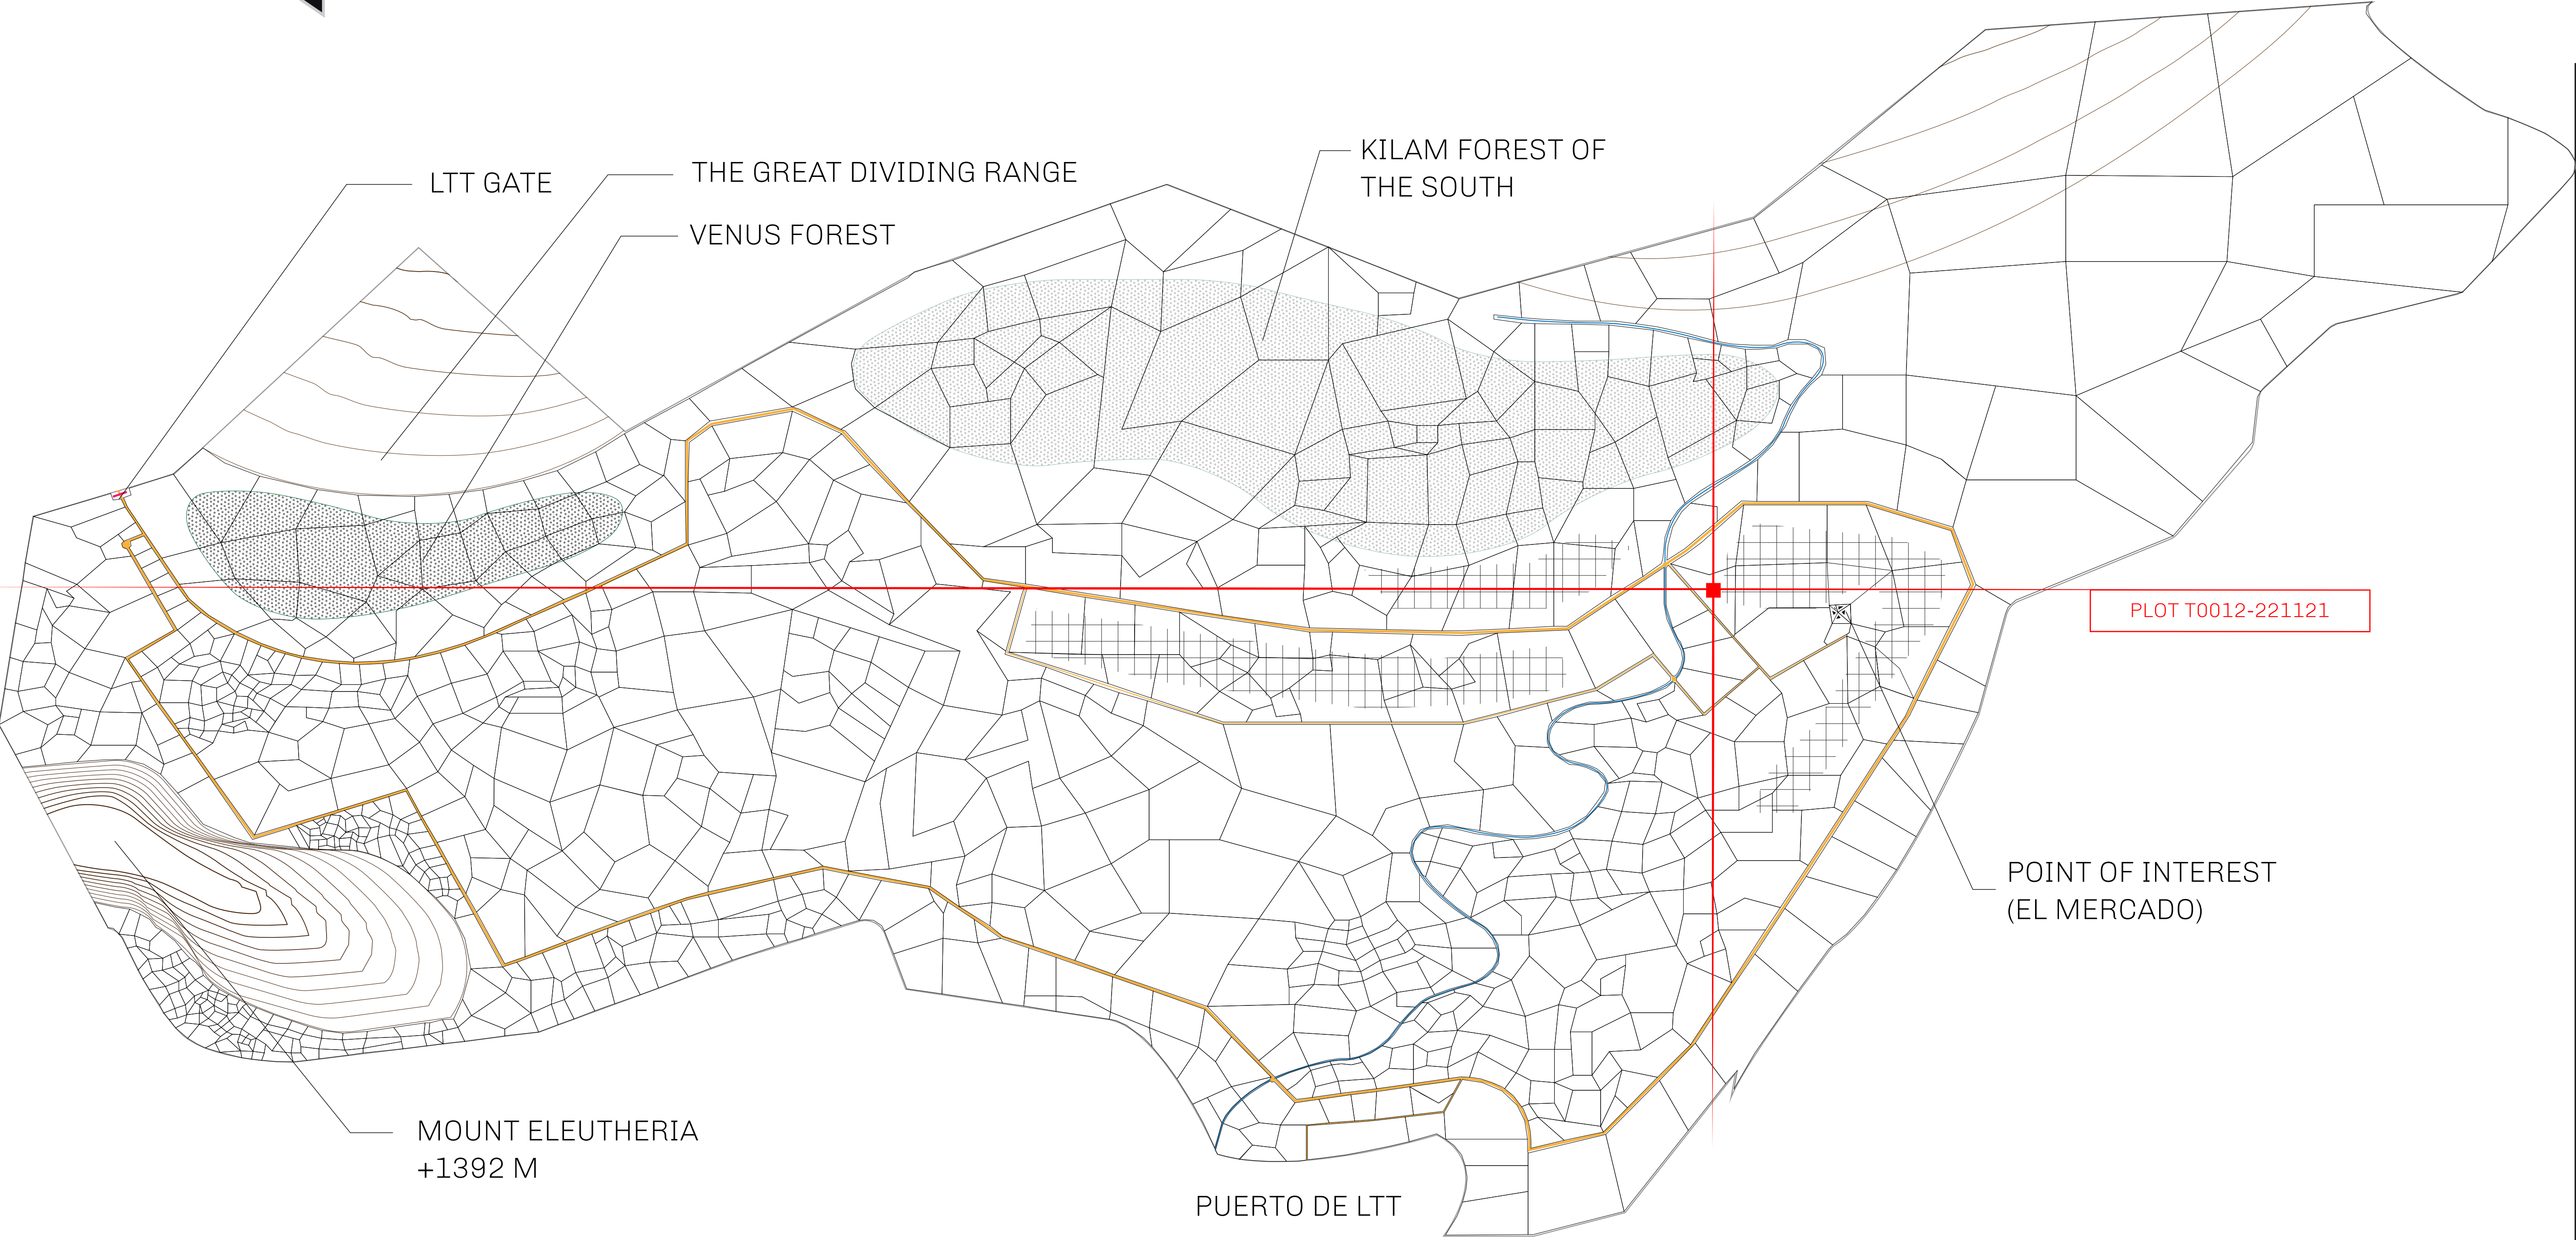 KILAM FOREST OF
THE SOUTH
THE GREAT DIVIDING RANGE
LTT GATE
VENUS FOREST
PLOT T0012-221121
POINT OF INTEREST
(EL MERCADO)
MOUNT ELEUTHERIA
+1392 M
PUERTO DE LTT